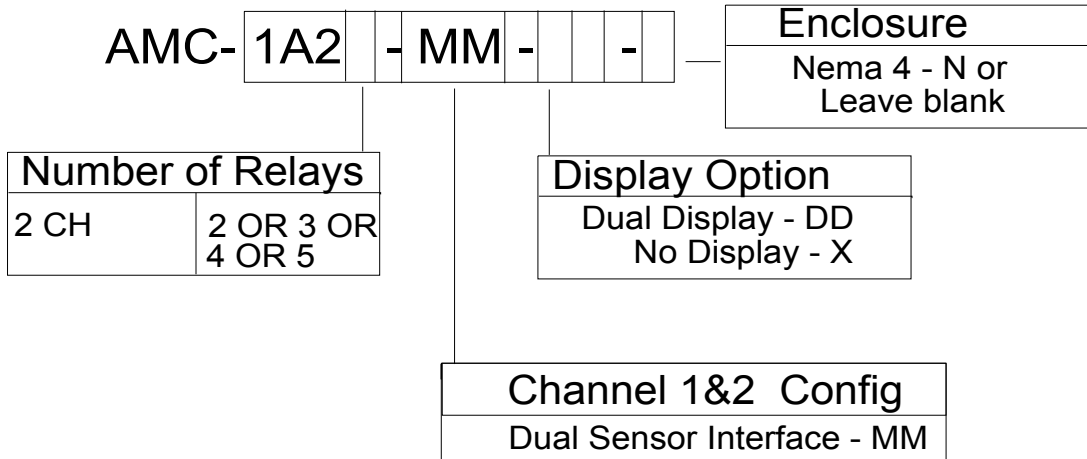 AMC- 1A2 - MM - -
Enclosure
Nema 4 - N or
Leave blank
Number of Relays
2 CH
2 OR 3 OR
4 OR 5
Display Option
Dual Display - DD
No Display - X
Channel 1&2 Config
Dual Sensor Interface - MM